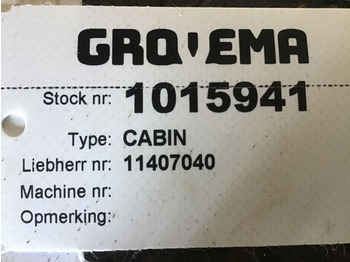 GROVEMA
Stock nr: 1015941
Type: CABIN
Liebherr nr: 11407040
Machine nr:
Opmerking: